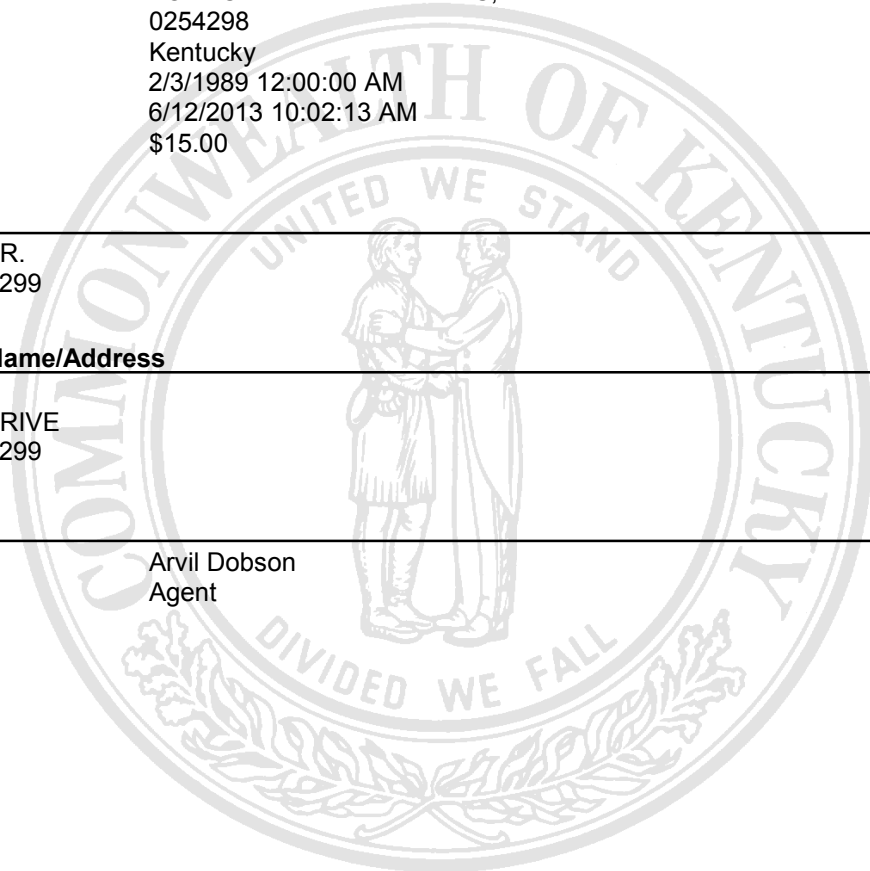 0254298
Kentucky
2/3/1989 12:00:00 AM
6/12/2013 10:02:13 AM
$15.00
R.
299
Name/Address
RIVE
299
Arvil Dobson
Agent
COMMONWEALTH OF KENTUCKY
UNITED WE STAND
DIVIDED WE FALL